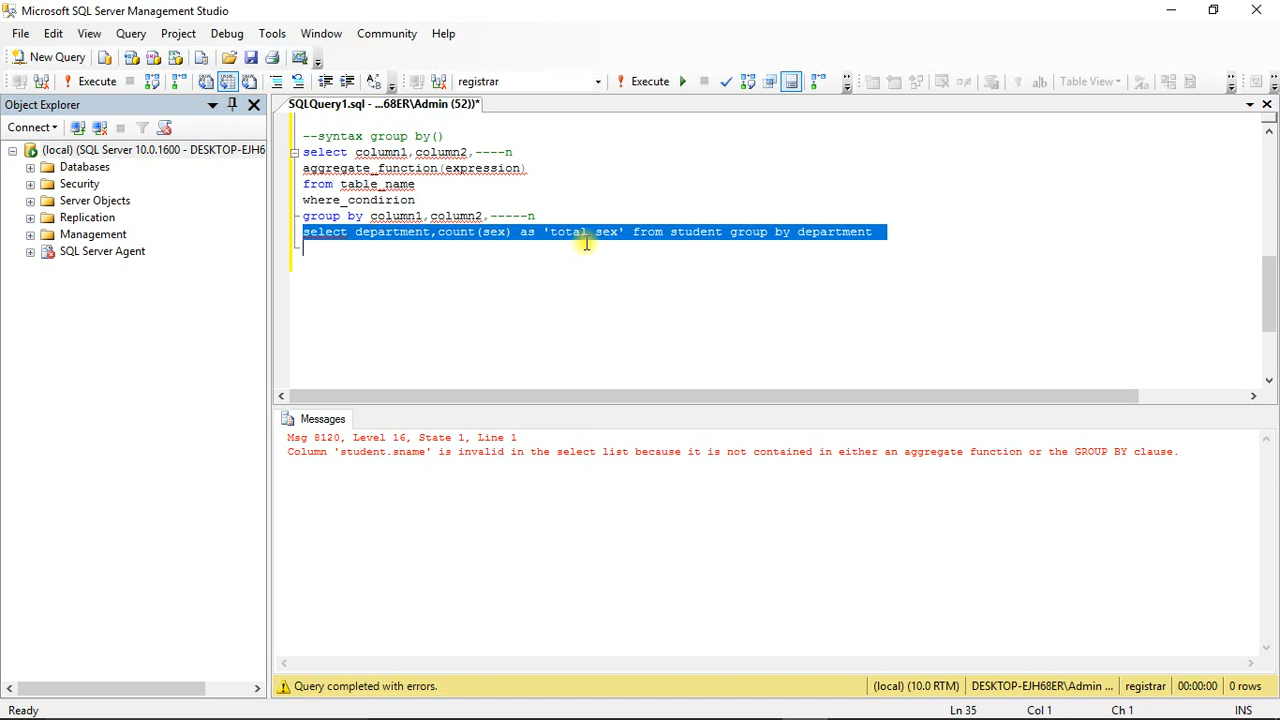 Microsoft SQL Server Management Studio
File Edit View Query Project Debug Tools Window Community Help
New Query
Execute registrar Execute Table View
Object Explorer
SQLQuery1.sql - ...68ER\Admin (52))*
Connect
(local) (SQL Server 10.0.1600 - DESKTOP-EJH6
Databases
Security
Server Objects
Replication
Management
SQL Server Agent
--syntax group by()
select column1,column2,----n
aggregate_function(expression)
from table_name
where_condirion
group by column1,column2,-----n
select department,count(sex) as 'total_sex' from student group by department
Messages
Msg 8120, Level 16, State 1, Line 1
Column 'student.sname' is invalid in the select list because it is not contained in either an aggregate function or the GROUP BY clause.
Query completed with errors.
(local) (10.0 RTM) DESKTOP-EJH68ER\Admin ... registrar 00:00:00 0 rows
Ready Ln 35 Col 1 Ch 1 INS